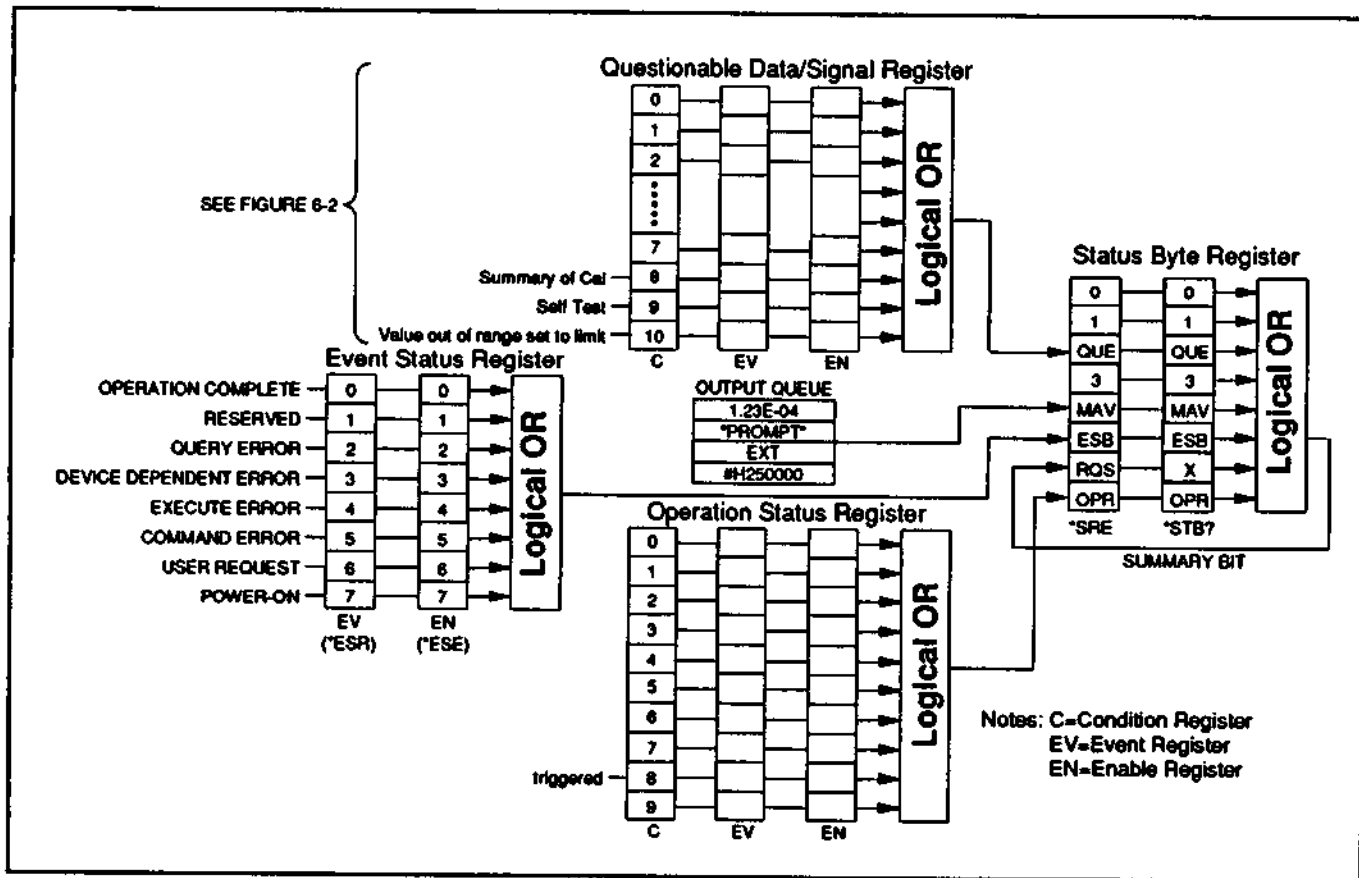 Questionable Data/Signal Register
0
1
2
7
Summary of Cal 8
Self Test 9
Value out of range set to limit 10
C EV EN
Logical OR
SEE FIGURE 6-2
Event Status Register
OPERATION COMPLETE 0 0
RESERVED 1 1
QUERY ERROR 2 2
DEVICE DEPENDENT ERROR 3 3
EXECUTE ERROR 4 4
COMMAND ERROR 5 5
USER REQUEST 6 6
POWER-ON 7 7
EV EN
(*ESR) (*ESE)
Logical OR
OUTPUT QUEUE
1.23E-04
"PROMPT"
EXT
#H250000
Operation Status Register
0
1
2
3
4
5
6
7
triggered 8
9
C EV EN
Logical OR
Status Byte Register
0 0
1 1
QUE QUE
3 3
MAV MAV
ESB ESB
RQS X
OPR OPR
*SRE *STB?
Logical OR
SUMMARY BIT
Notes: C=Condition Register
EV=Event Register
EN=Enable Register